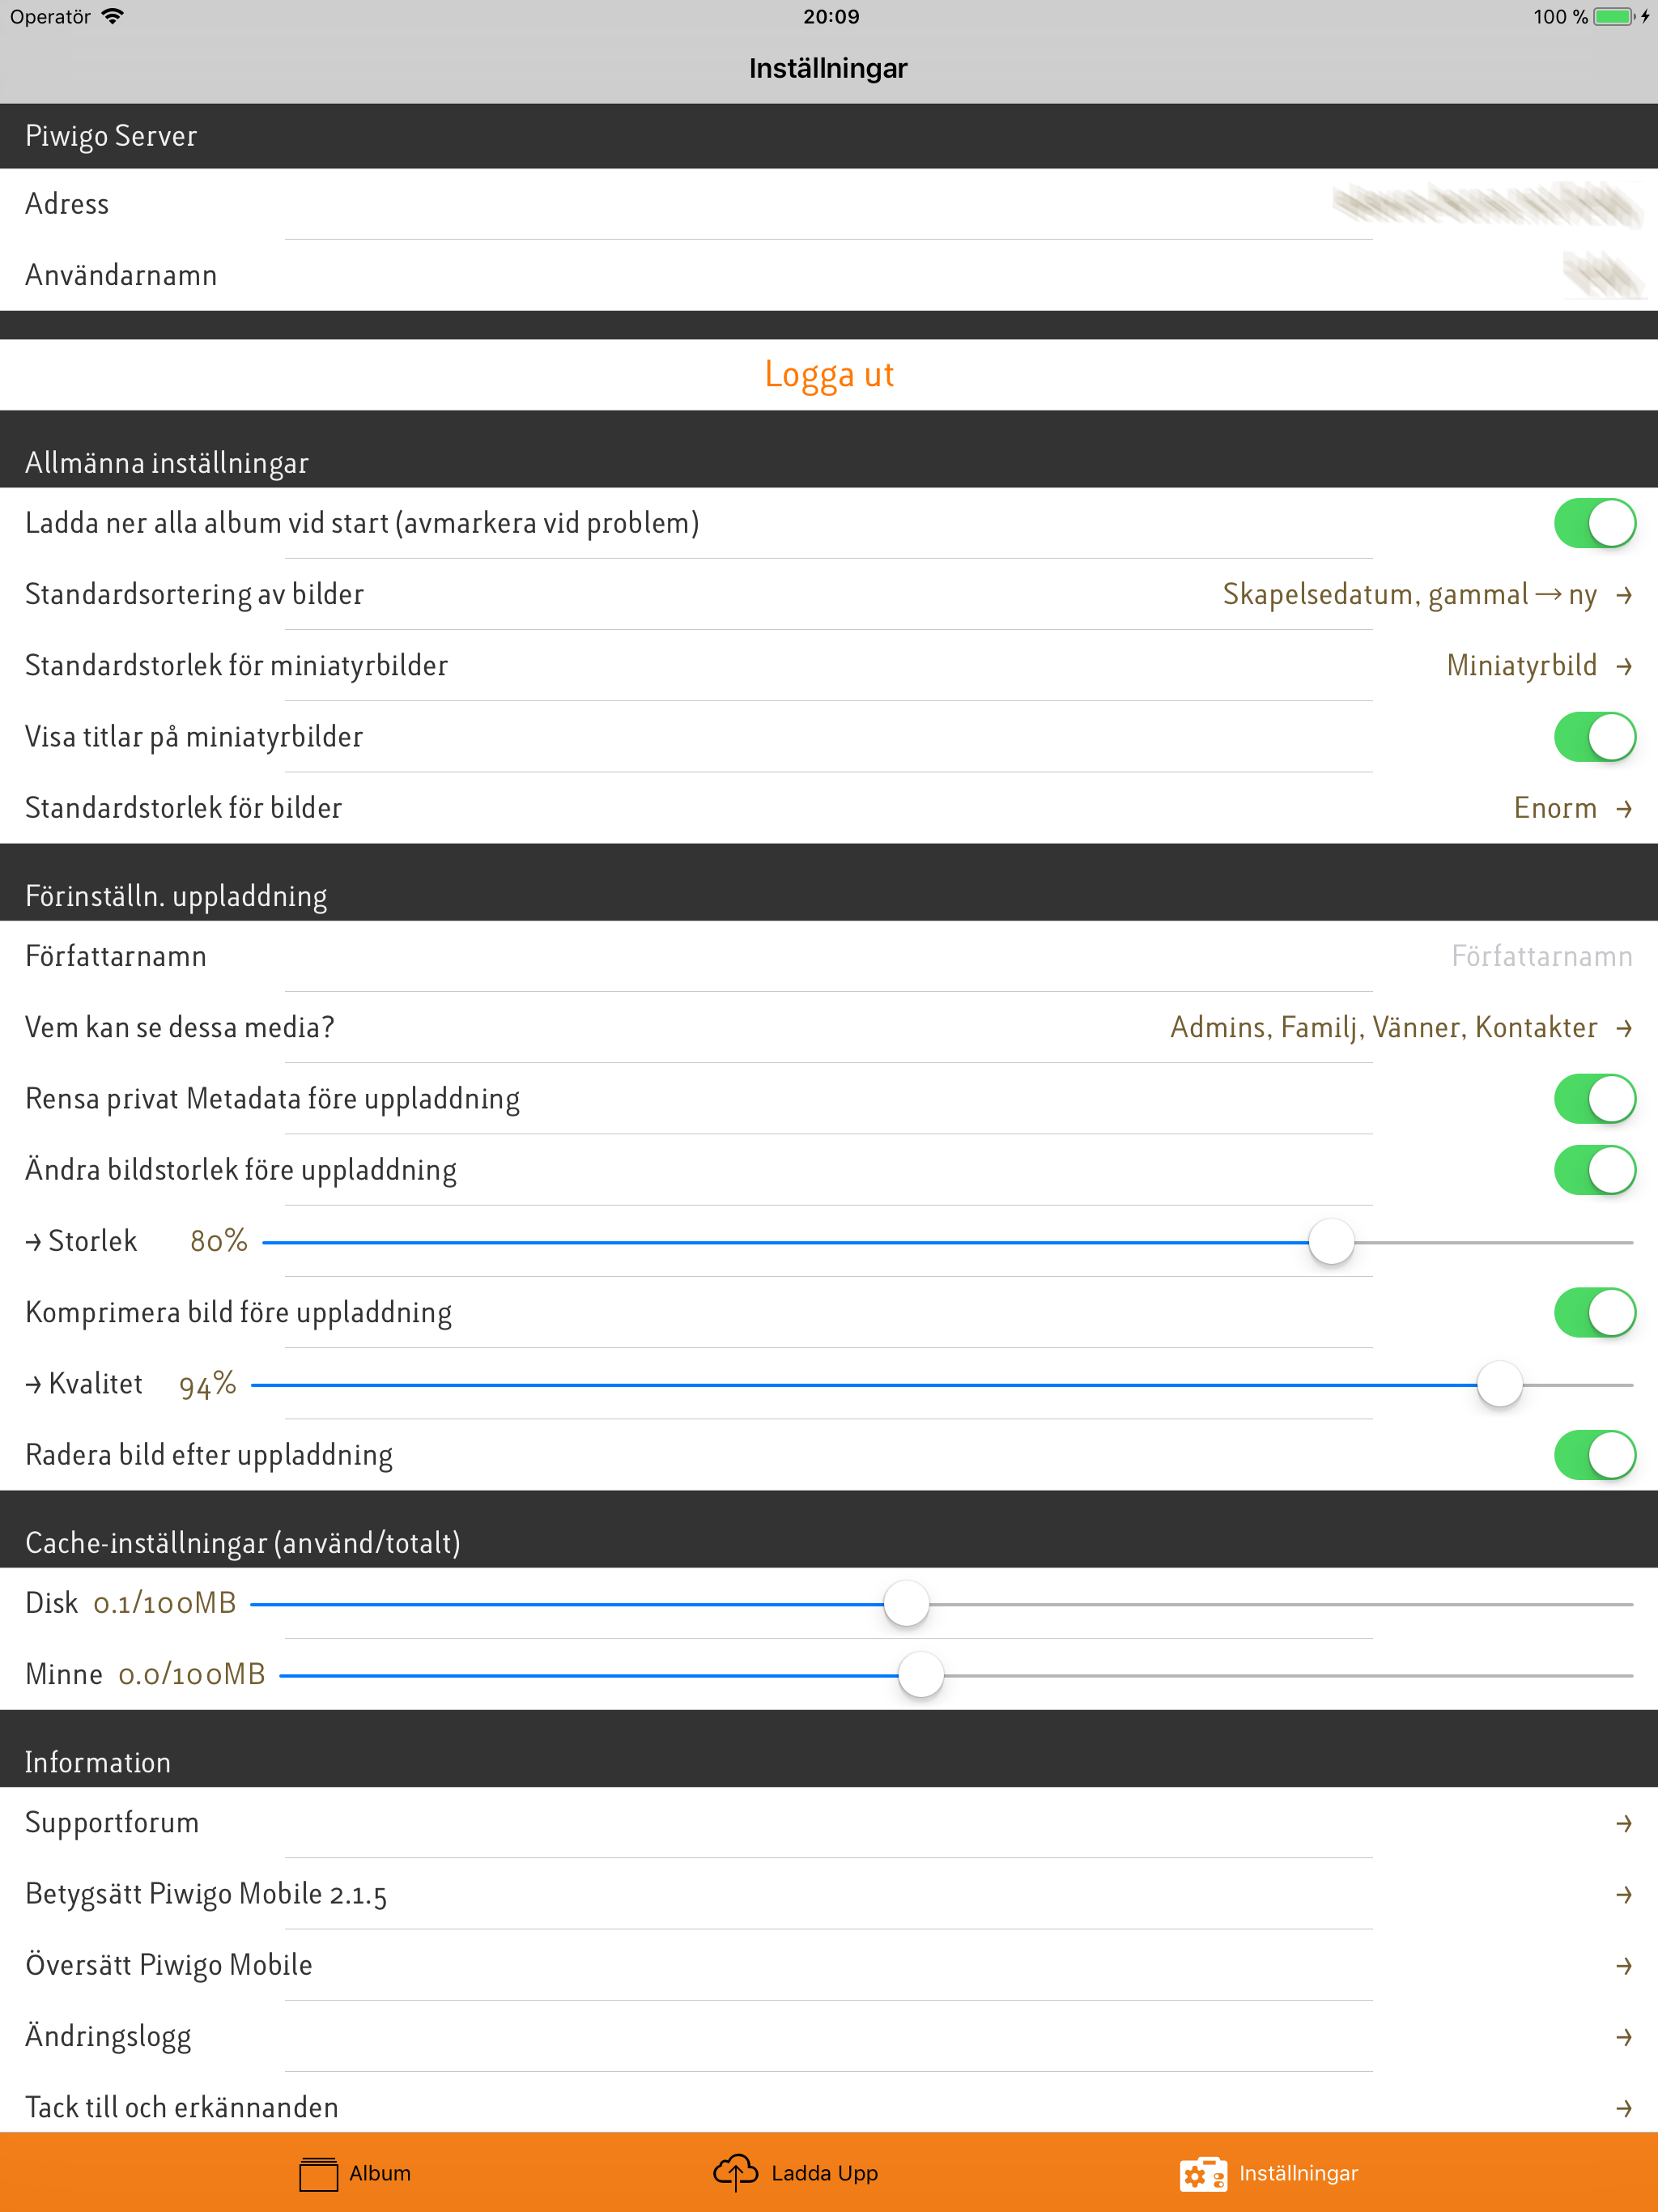 Operatör 20:09 100 %
Inställningar
Piwigo Server
Adress
Användarnamn
Logga ut
Allmänna inställningar
Ladda ner alla album vid start (avmarkera vid problem)
Standardsortering av bilder Skapelsedatum, gammal → ny →
Standardstorlek för miniatyrbilder Miniatyrbild →
Visa titlar på miniatyrbilder
Standardstorlek för bilder Enorm →
Förinställn. uppladdning
Författarnamn Författarnamn
Vem kan se dessa media? Admins, Familj, Vänner, Kontakter →
Rensa privat Metadata före uppladdning
Ändra bildstorlek före uppladdning
→ Storlek 80%
Komprimera bild före uppladdning
→ Kvalitet 94%
Radera bild efter uppladdning
Cache-inställningar (använd/totalt)
Disk 0.1/100MB
Minne 0.0/100MB
Information
Supportforum →
Betygsätt Piwigo Mobile 2.1.5 →
Översätt Piwigo Mobile →
Ändringslogg →
Tack till och erkännanden →
Album Ladda Upp Inställningar